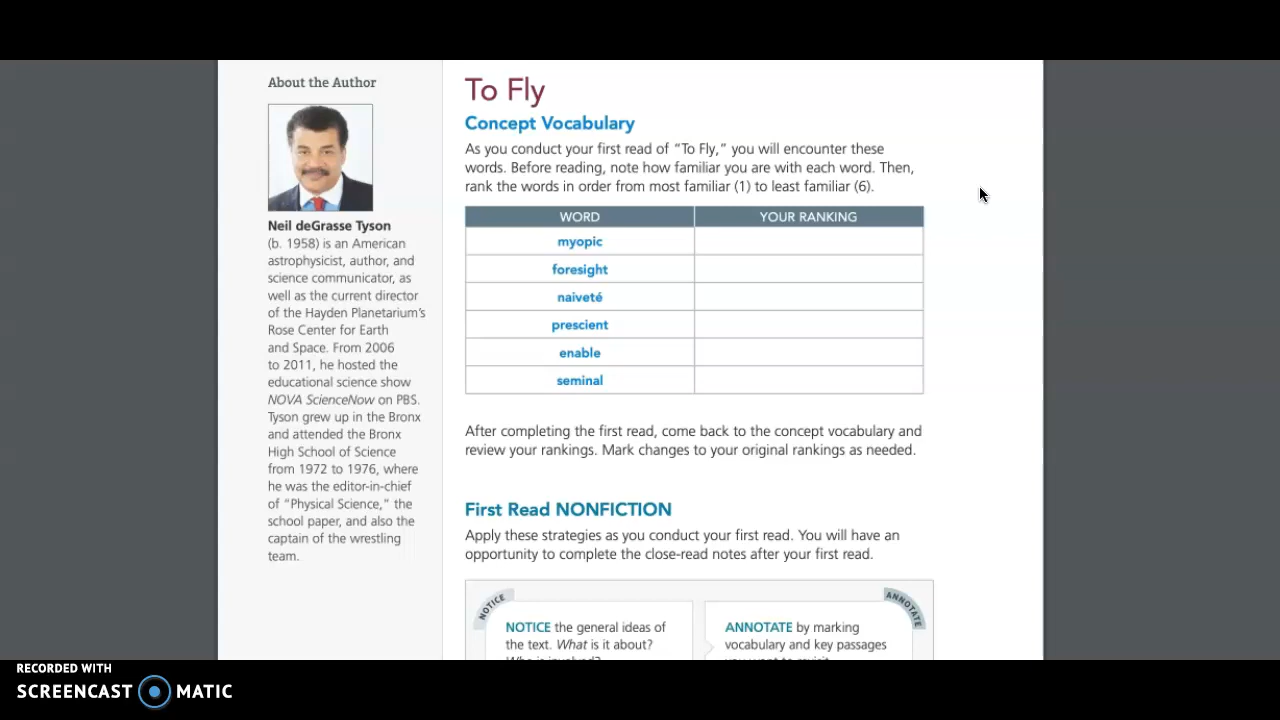 About the Author
Neil deGrasse Tyson
(b. 1958) is an American
astrophysicist, author, and
science communicator, as
well as the current director
of the Hayden Planetarium's
Rose Center for Earth
and Space. From 2006
to 2011, he hosted the
educational science show
NOVA ScienceNow on PBS.
Tyson grew up in the Bronx
and attended the Bronx
High School of Science
from 1972 to 1976, where
he was the editor-in-chief
of “Physical Science,” the
school paper, and also the
captain of the wrestling
team.
To Fly
Concept Vocabulary
As you conduct your first read of “To Fly,” you will encounter these
words. Before reading, note how familiar you are with each word. Then,
rank the words in order from most familiar (1) to least familiar (6).
WORD YOUR RANKING
myopic
foresight
naiveté
prescient
enable
seminal
After completing the first read, come back to the concept vocabulary and
review your rankings. Mark changes to your original rankings as needed.
First Read NONFICTION
Apply these strategies as you conduct your first read. You will have an
opportunity to complete the close-read notes after your first read.
NOTICE
NOTICE the general ideas of
the text. What is it about?
Who is involved?
ANNOTATE
ANNOTATE by marking
vocabulary and key passages
you want to revisit.
RECORDED WITH
SCREENCAST MATIC